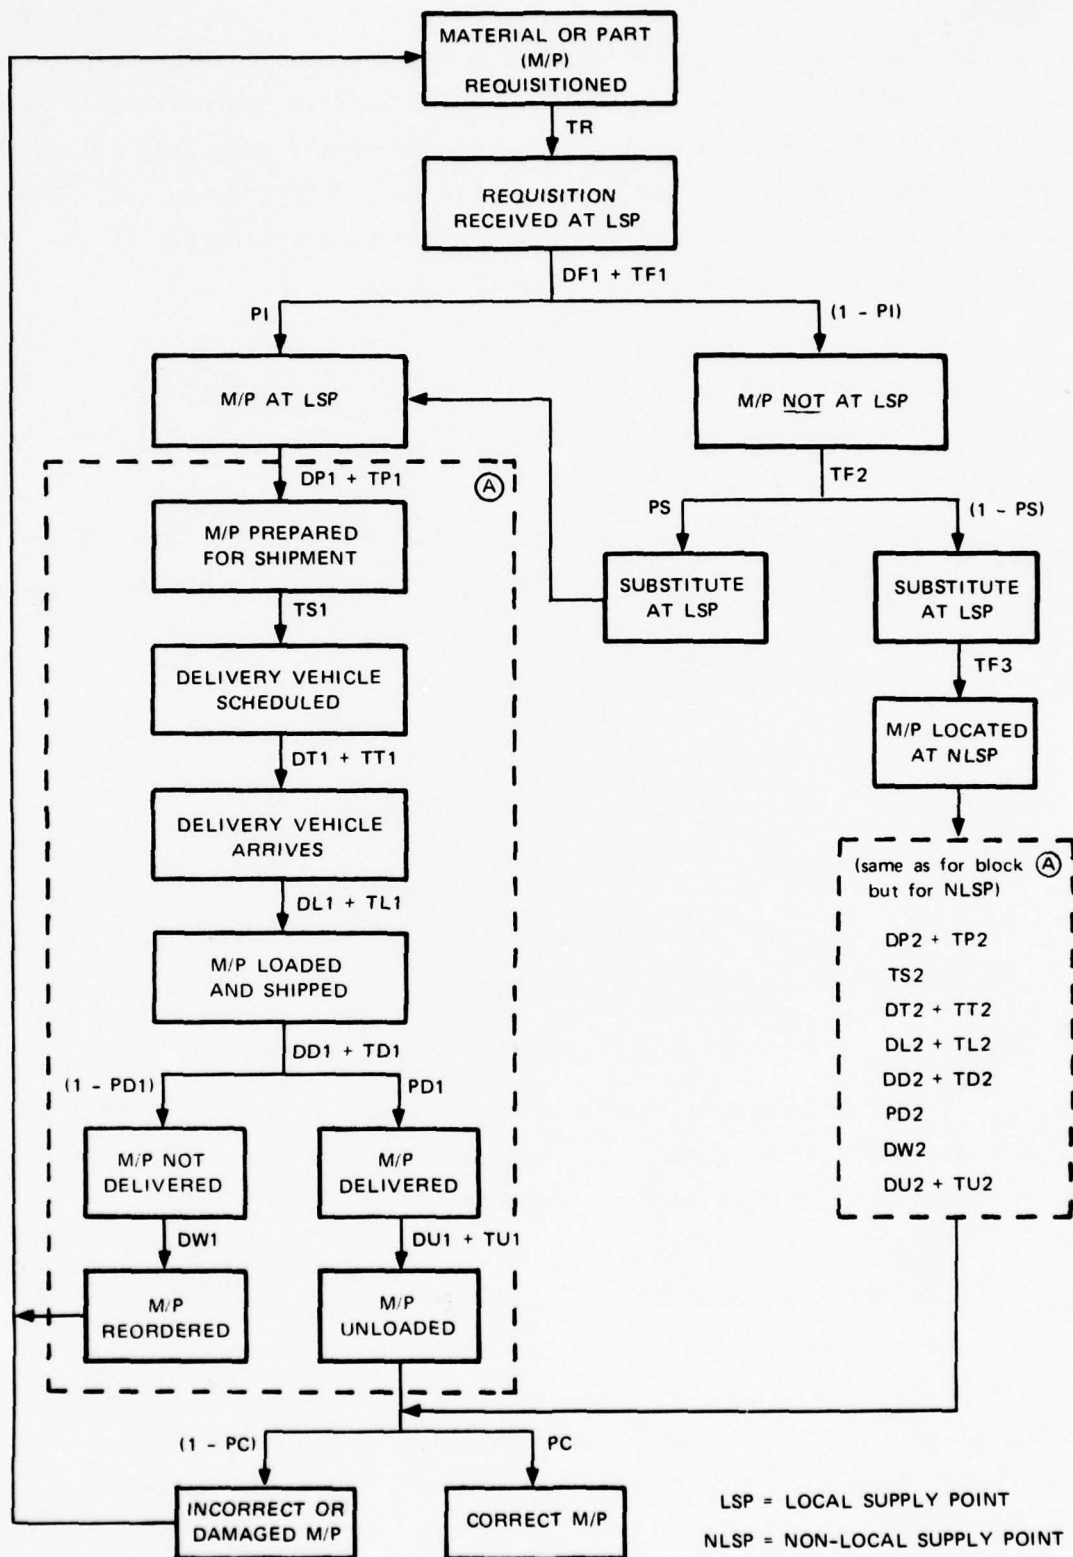 MATERIAL OR PART
(M/P)
REQUISITIONED
TR
REQUISITION
RECEIVED AT LSP
DF1 + TF1
PI
(1 - PI)
M/P AT LSP
M/P NOT AT LSP
DP1 + TP1
A
TF2
PS
(1 - PS)
M/P PREPARED
FOR SHIPMENT
SUBSTITUTE
AT LSP
SUBSTITUTE
AT LSP
TS1
TF3
DELIVERY VEHICLE
SCHEDULED
M/P LOCATED
AT NLSP
DT1 + TT1
DELIVERY VEHICLE
ARRIVES
(same as for block A
but for NLSP)
DP2 + TP2
TS2
DT2 + TT2
DL2 + TL2
DD2 + TD2
PD2
DW2
DU2 + TU2
DL1 + TL1
M/P LOADED
AND SHIPPED
DD1 + TD1
(1 - PD1)
PD1
M/P NOT
DELIVERED
M/P
DELIVERED
DW1
DU1 + TU1
M/P
REORDERED
M/P
UNLOADED
(1 - PC)
PC
INCORRECT OR
DAMAGED M/P
CORRECT M/P
LSP = LOCAL SUPPLY POINT
NLSP = NON-LOCAL SUPPLY POINT